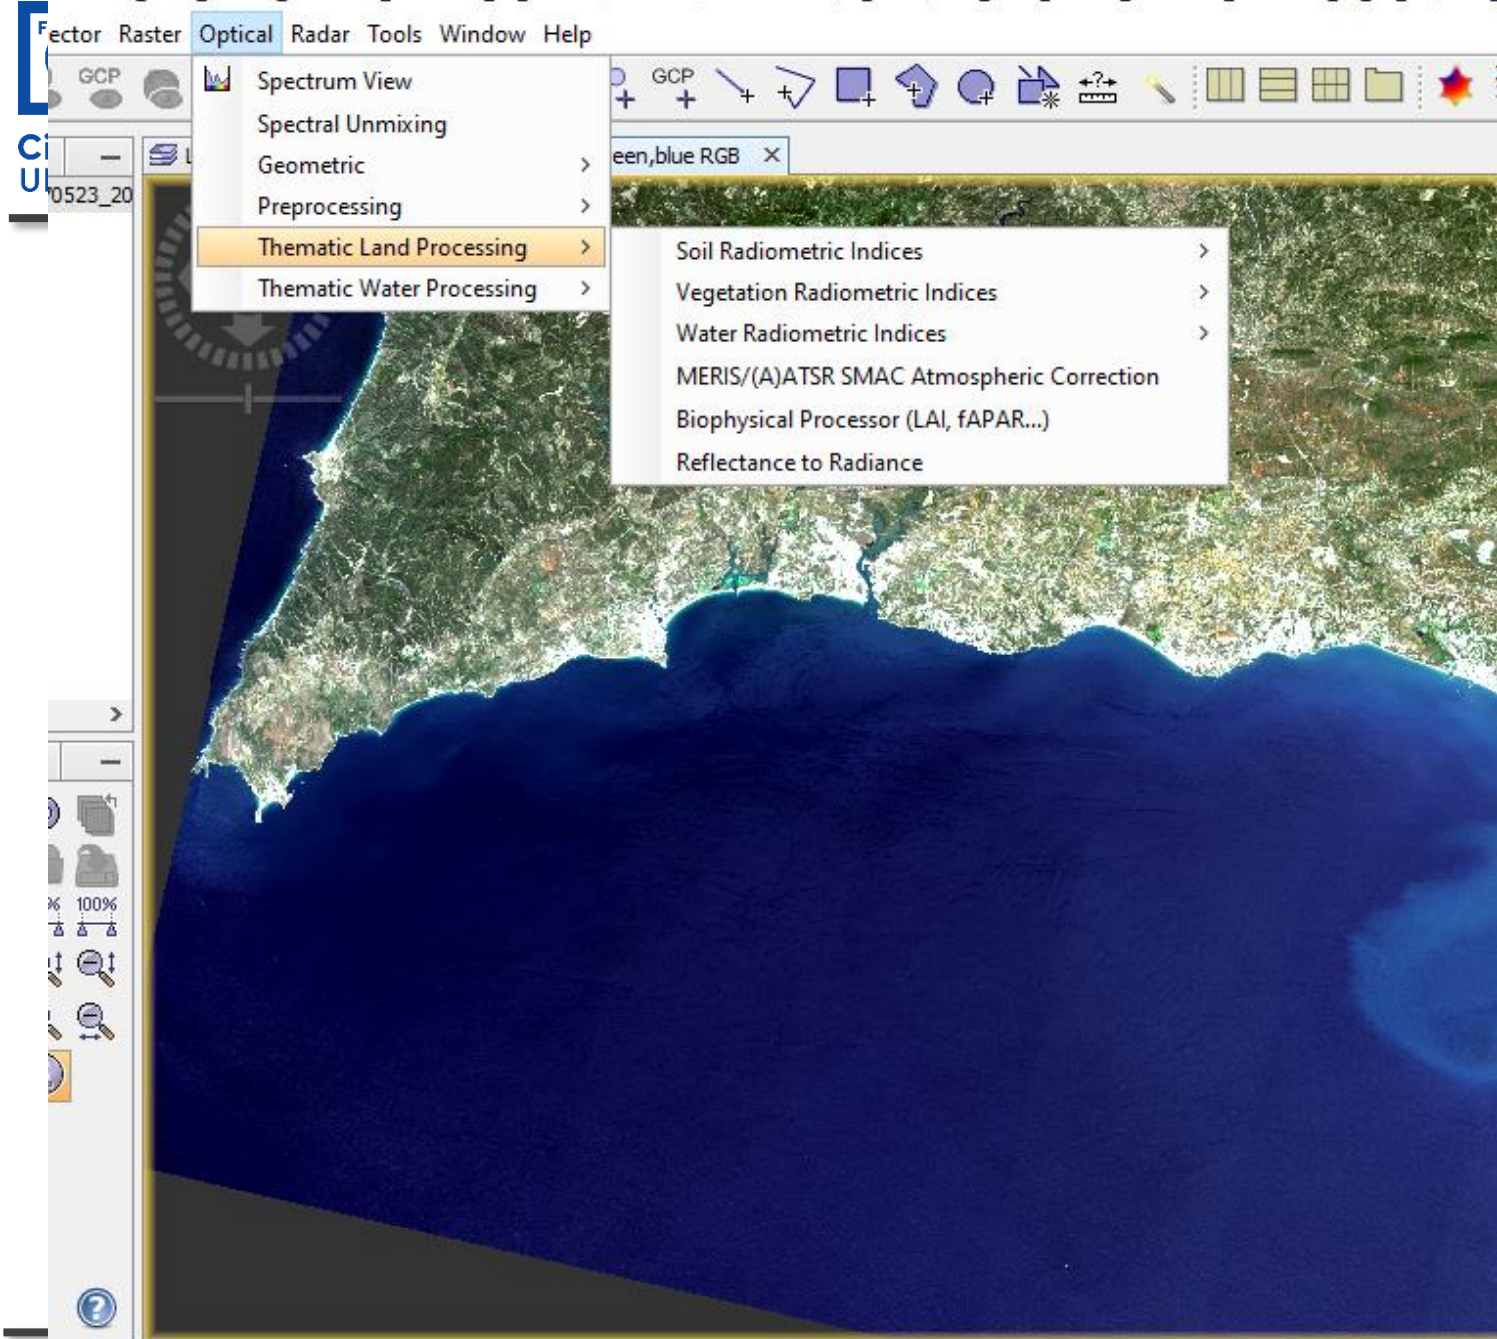 ector Raster Optical Radar Tools Window Help
GCP
GCP
Spectrum View
Spectral Unmixing
Geometric
Preprocessing
Thematic Land Processing
Thematic Water Processing
een,blue RGB
0523_20
Soil Radiometric Indices
Vegetation Radiometric Indices
Water Radiometric Indices
MERIS/(A)ATSR SMAC Atmospheric Correction
Biophysical Processor (LAI, fAPAR...)
Reflectance to Radiance
Ci
U
% 100%